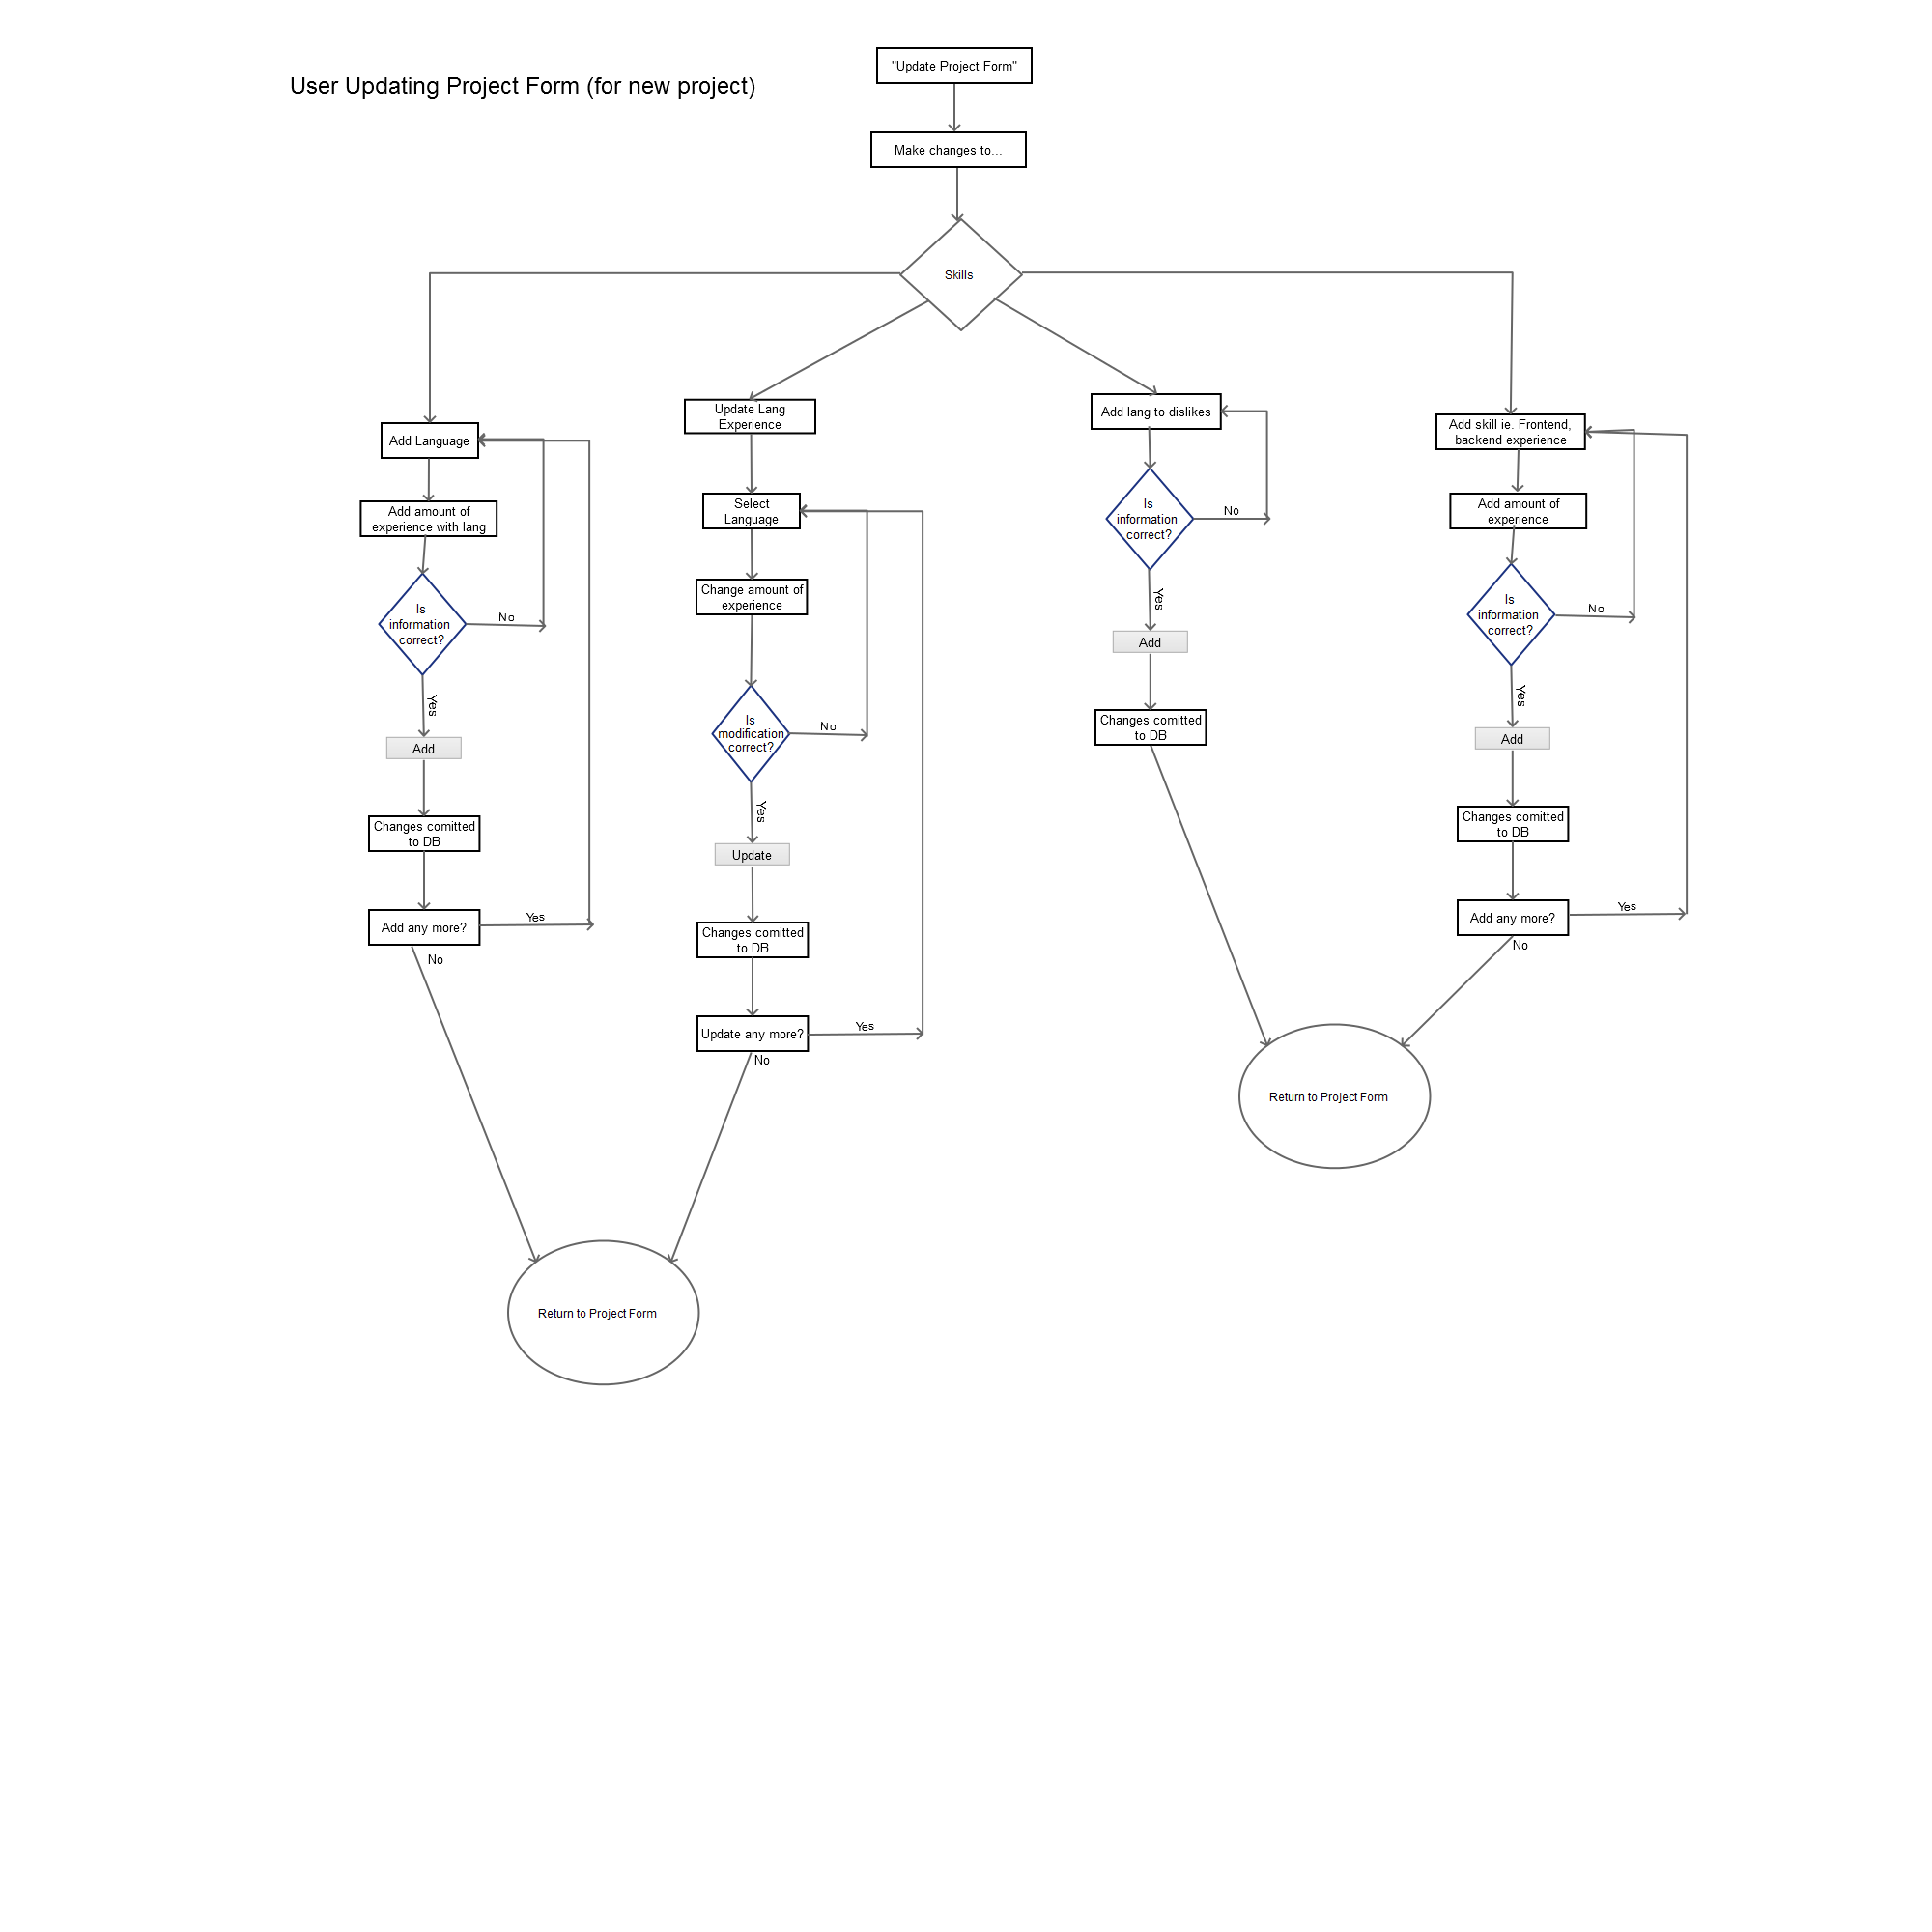 User Updating Project Form (for new project)
"Update Project Form"
Make changes to...
Skills
Add Language
Add amount of
experience with lang
Is
information
correct?
No
Yes
Add
Changes comitted
to DB
Add any more?
Yes
No
Update Lang
Experience
Select
Language
Change amount of
experience
Is
modification
correct?
No
Yes
Update
Changes comitted
to DB
Update any more?
Yes
No
Return to Project Form
Add lang to dislikes
Is
information
correct?
No
Yes
Add
Changes comitted
to DB
Add skill ie. Frontend,
backend experience
Add amount of
experience
Is
information
correct?
No
Yes
Add
Changes comitted
to DB
Add any more?
Yes
No
Return to Project Form